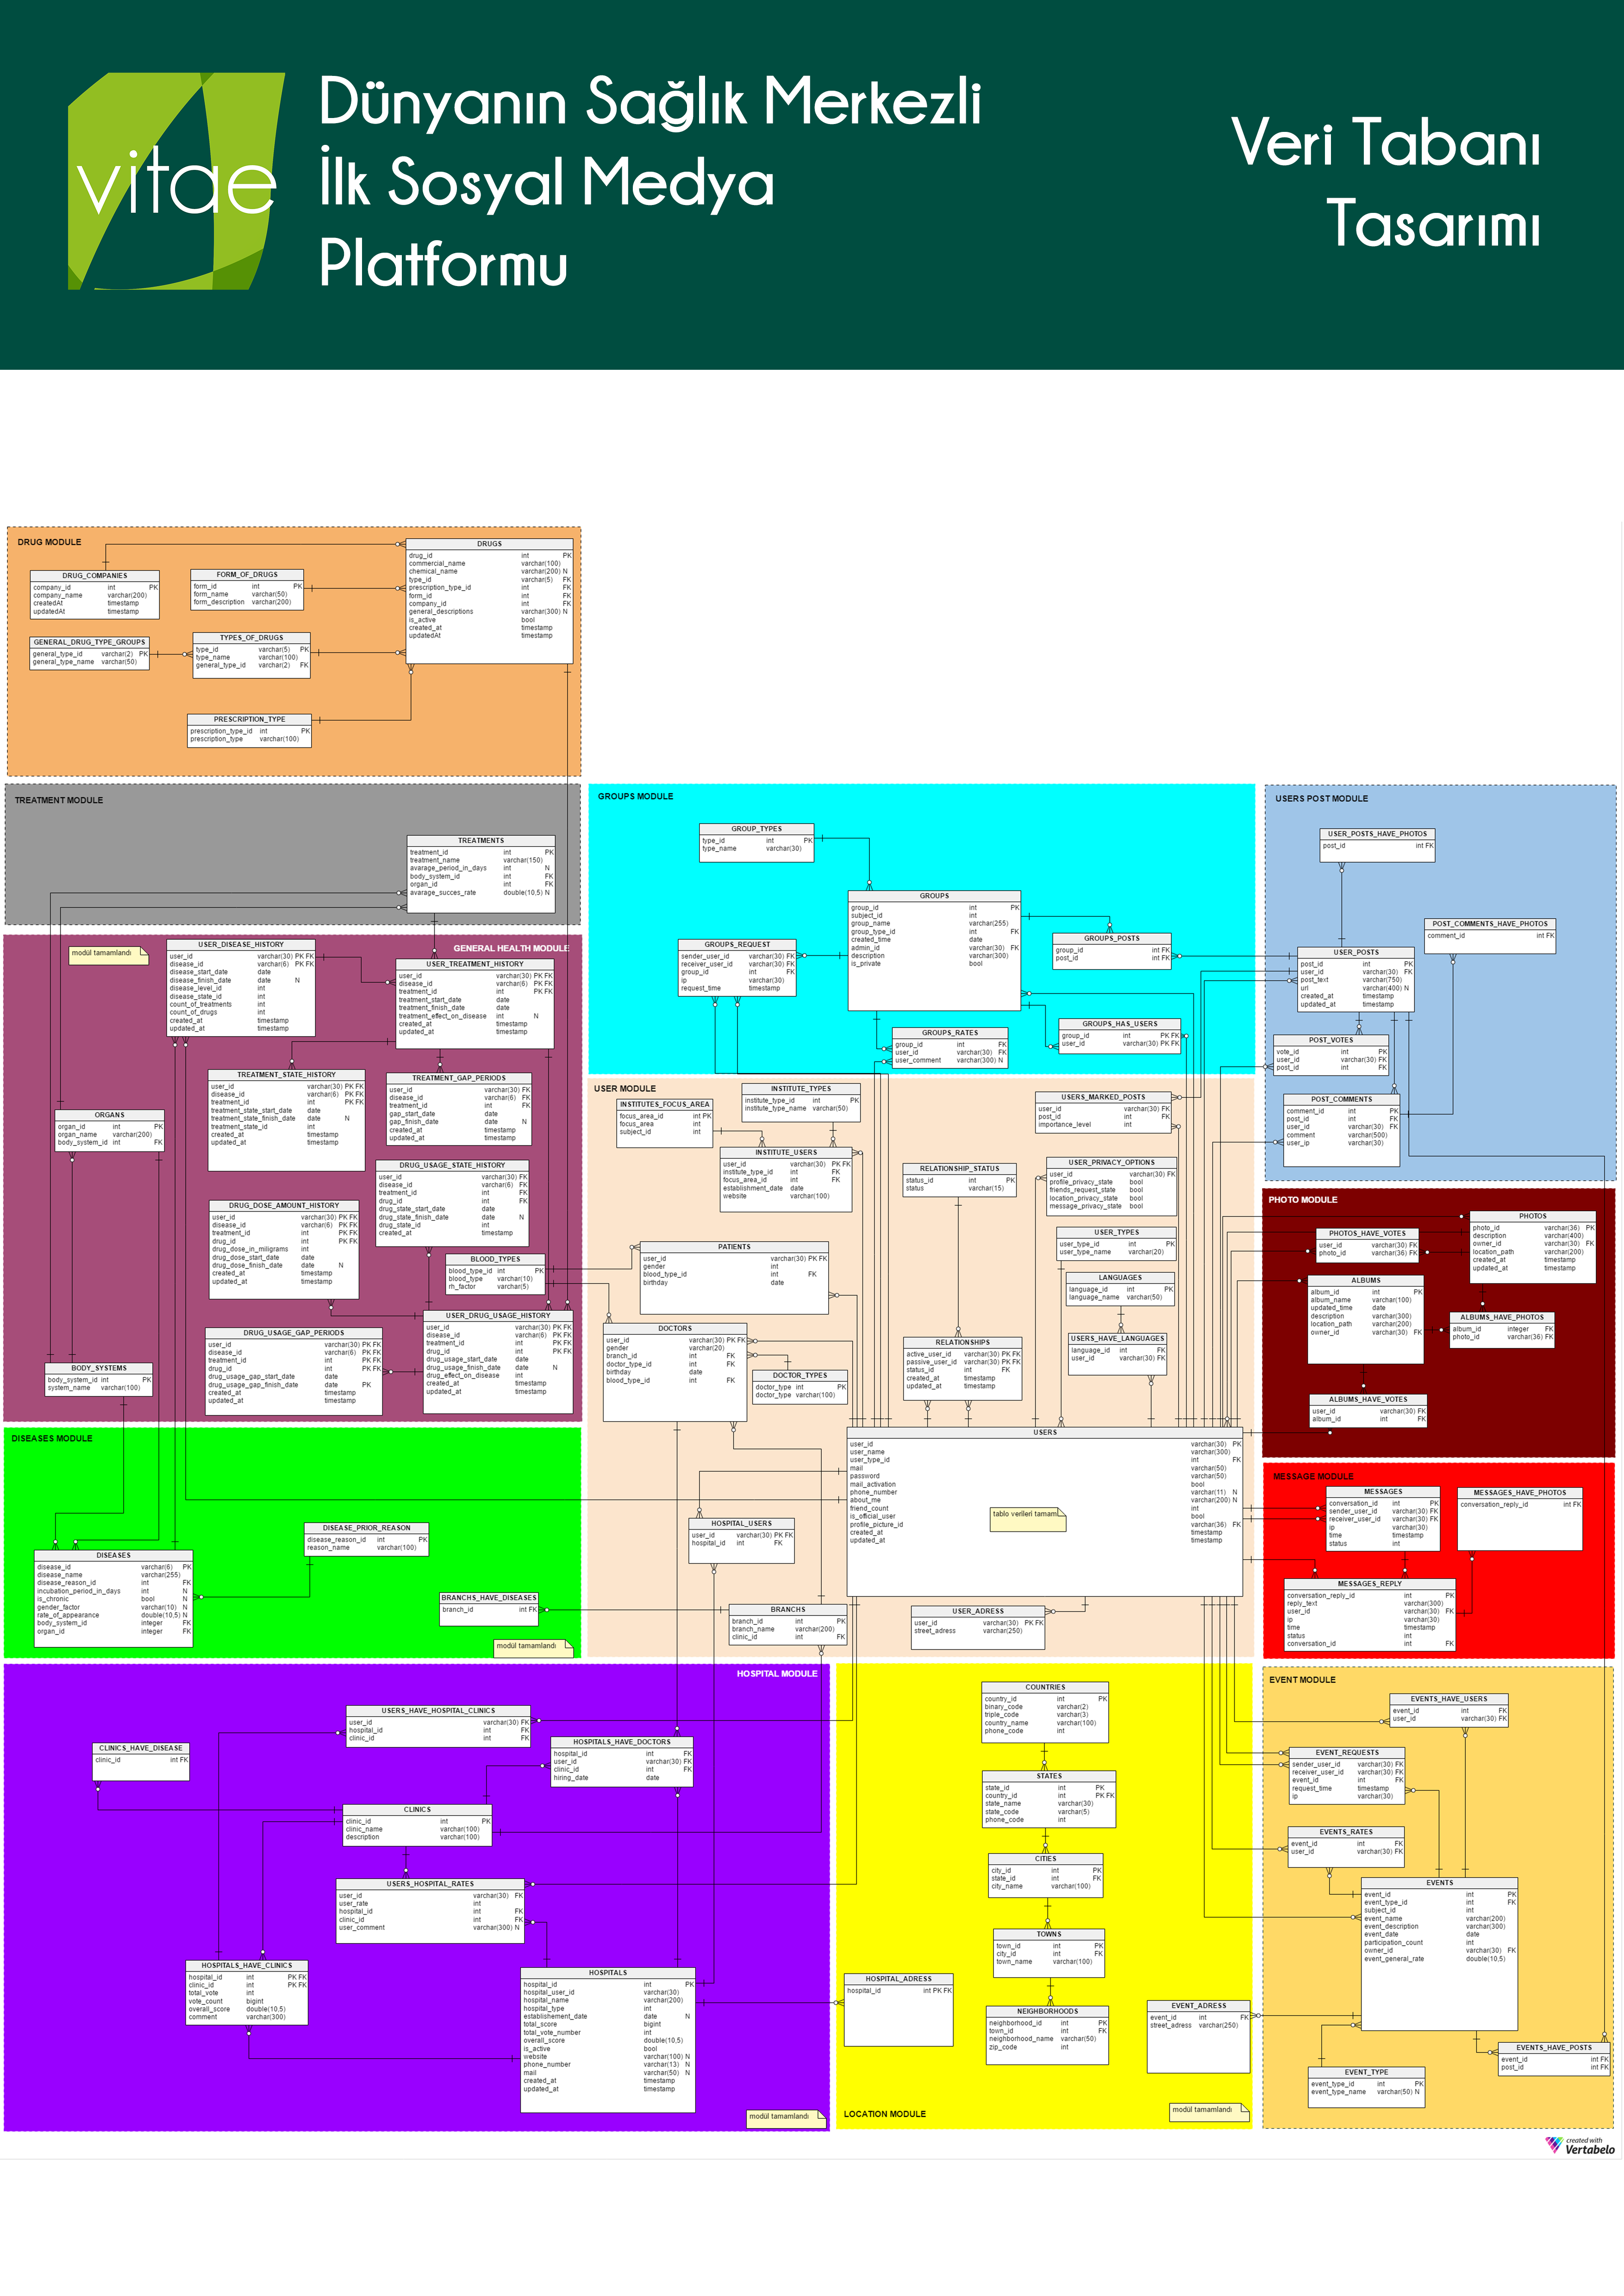 vitae
Dünyanın Sağlık Merkezli
İlk Sosyal Medya
Platformu
Veri Tabanı
Tasarımı
DRUG MODULE
DRUG_COMPANIES
company_id int PK
company_name varchar(200)
createdAt timestamp
updatedAt timestamp
FORM_OF_DRUGS
form_id int PK
form_name varchar(50)
form_description varchar(200)
DRUGS
drug_id int PK
commercial_name varchar(100)
chemical_name varchar(200) N
type_id varchar(5) FK
prescription_type_id int FK
form_id int FK
company_id int FK
general_descriptions varchar(300) N
is_active bool
created_at timestamp
updatedAt timestamp
GENERAL_DRUG_TYPE_GROUPS
general_type_id varchar(2) PK
general_type_name varchar(50)
TYPES_OF_DRUGS
type_id varchar(5) PK
type_name varchar(100)
general_type_id varchar(2) FK
PRESCRIPTION_TYPE
prescription_type_id int PK
prescription_type varchar(100)
TREATMENT MODULE
TREATMENTS
treatment_id int PK
treatment_name varchar(150)
avarage_period_in_days int N
body_system_id int FK
organ_id int FK
avarage_succes_rate double(10,5) N
GENERAL HEALTH MODULE
modül tamamlandı
USER_DISEASE_HISTORY
user_id varchar(30) PK FK
disease_id varchar(6) PK FK
disease_start_date date
disease_finish_date date N
disease_level_id int
disease_state_id int
count_of_treatments int
count_of_drugs int
created_at timestamp
updated_at timestamp
USER_TREATMENT_HISTORY
user_id varchar(30) PK FK
disease_id varchar(6) PK FK
treatment_id int PK FK
treatment_start_date date
treatment_finish_date date
treatment_effect_on_disease int N
created_at timestamp
updated_at timestamp
TREATMENT_STATE_HISTORY
user_id varchar(30) PK FK
disease_id varchar(6) PK FK
treatment_id int PK FK
treatment_state_start_date date
treatment_state_finish_date date N
treatment_state_id int
created_at timestamp
updated_at timestamp
TREATMENT_GAP_PERIODS
user_id varchar(30) FK
disease_id varchar(6) FK
treatment_id int FK
gap_start_date date
gap_finish_date date N
created_at timestamp
updated_at timestamp
ORGANS
organ_id int PK
organ_name varchar(200)
body_system_id int FK
DRUG_USAGE_STATE_HISTORY
user_id varchar(30) FK
disease_id varchar(6) FK
treatment_id int FK
drug_id int FK
drug_state_start_date date
drug_state_finish_date date N
drug_state_id int
created_at timestamp
DRUG_DOSE_AMOUNT_HISTORY
user_id varchar(30) PK FK
disease_id varchar(6) PK FK
treatment_id int PK FK
drug_id int PK FK
drug_dose_in_miligrams int
drug_dose_start_date date
drug_dose_finish_date date N
created_at timestamp
updated_at timestamp
BLOOD_TYPES
blood_type_id int PK
blood_type varchar(10)
rh_factor varchar(5)
USER_DRUG_USAGE_HISTORY
user_id varchar(30) PK FK
disease_id varchar(6) PK FK
treatment_id int PK FK
drug_id int PK FK
drug_usage_start_date date
drug_usage_finish_date date N
drug_effect_on_disease int
created_at timestamp
updated_at timestamp
DRUG_USAGE_GAP_PERIODS
user_id varchar(30) PK FK
disease_id varchar(6) PK FK
treatment_id int PK FK
drug_id int PK FK
drug_usage_gap_start_date date
drug_usage_gap_finish_date date PK
created_at timestamp
updated_at timestamp
BODY_SYSTEMS
body_system_id int PK
system_name varchar(100)
DISEASES MODULE
DISEASE_PRIOR_REASON
disease_reason_id int PK
reason_name varchar(100)
DISEASES
disease_id varchar(6) PK
disease_name varchar(255)
disease_reason_id int FK
incubation_period_in_days int N
is_chronic bool N
gender_factor varchar(10) N
rate_of_appearance double(10,5) N
body_system_id integer FK
organ_id integer FK
BRANCHS_HAVE_DISEASES
branch_id int FK
modül tamamlandı
GROUPS MODULE
GROUP_TYPES
type_id int PK
type_name varchar(30)
GROUPS
group_id int PK
subject_id int
group_name varchar(255)
group_type_id int FK
created_time date
admin_id varchar(30) FK
description varchar(300)
is_private bool
GROUPS_REQUEST
sender_user_id varchar(30) FK
receiver_user_id varchar(30) FK
group_id int FK
ip varchar(30)
request_time timestamp
GROUPS_POSTS
group_id int FK
post_id int FK
GROUPS_RATES
group_id int FK
user_id varchar(30) FK
user_comment varchar(300) N
GROUPS_HAS_USERS
group_id int PK FK
user_id varchar(30) PK FK
USER MODULE
INSTITUTES_FOCUS_AREA
focus_area_id int PK
focus_area int
subject_id int
INSTITUTE_TYPES
institute_type_id int PK
institute_type_name varchar(50)
INSTITUTE_USERS
user_id varchar(30) PK FK
institute_type_id int FK
focus_area_id int FK
establishment_date date
website varchar(100)
USERS_MARKED_POSTS
user_id varchar(30) FK
post_id int FK
importance_level int
RELATIONSHIP_STATUS
status_id int PK
status varchar(15)
USER_PRIVACY_OPTIONS
user_id varchar(30) FK
profile_privacy_state bool
friends_request_state bool
location_privacy_state bool
message_privacy_state bool
USER_TYPES
user_type_id int PK
user_type_name varchar(20)
LANGUAGES
language_id int PK
language_name varchar(50)
PATIENTS
user_id varchar(30) PK FK
gender int
blood_type_id int FK
birthday date
DOCTORS
user_id varchar(30) PK FK
gender varchar(20)
branch_id int FK
doctor_type_id int FK
birthday date
blood_type_id int FK
DOCTOR_TYPES
doctor_type int PK
doctor_type varchar(100)
RELATIONSHIPS
active_user_id varchar(30) PK FK
passive_user_id varchar(30) PK FK
status_id int FK
created_at timestamp
updated_at timestamp
USERS_HAVE_LANGUAGES
language_id int FK
user_id varchar(30) FK
USERS
user_id varchar(30) PK
user_name varchar(300)
user_type_id int FK
mail varchar(50)
password varchar(50)
mail_activation bool
phone_number varchar(11) N
about_me varchar(200) N
friend_count int
is_official_user bool
profile_picture_id varchar(36) FK
created_at timestamp
updated_at timestamp
tablo verileri tamam
HOSPITAL_USERS
user_id varchar(30) PK FK
hospital_id int FK
BRANCHS
branch_id int PK
branch_name varchar(200)
clinic_id int FK
USER_ADRESS
user_id varchar(30) PK FK
street_adress varchar(250)
USERS POST MODULE
USER_POSTS_HAVE_PHOTOS
post_id int FK
POST_COMMENTS_HAVE_PHOTOS
comment_id int FK
USER_POSTS
post_id int PK
user_id varchar(30) FK
post_text varchar(750)
url varchar(400) N
created_at timestamp
updated_at timestamp
POST_VOTES
vote_id int PK
user_id varchar(30) FK
post_id int FK
POST_COMMENTS
comment_id int PK
post_id int FK
user_id varchar(30) FK
comment varchar(500)
user_ip varchar(30)
PHOTO MODULE
PHOTOS
photo_id varchar(36) PK
description varchar(400)
owner_id varchar(30) FK
location_path varchar(200)
created_at timestamp
updated_at timestamp
PHOTOS_HAVE_VOTES
user_id varchar(30) FK
photo_id varchar(36) FK
ALBUMS
album_id int PK
album_name varchar(100)
updated_time date
description varchar(300)
location_path varchar(200)
owner_id varchar(30) FK
ALBUMS_HAVE_PHOTOS
album_id integer FK
photo_id varchar(36) FK
ALBUMS_HAVE_VOTES
user_id varchar(30) FK
album_id int FK
MESSAGE MODULE
MESSAGES
conversation_id int PK
sender_user_id varchar(30) FK
receiver_user_id varchar(30) FK
ip varchar(30)
time timestamp
status int
MESSAGES_HAVE_PHOTOS
conversation_reply_id int FK
MESSAGES_REPLY
conversation_reply_id int PK
reply_text varchar(300)
user_id varchar(30) FK
ip varchar(30)
time timestamp
status int
conversation_id int FK
HOSPITAL MODULE
USERS_HAVE_HOSPITAL_CLINICS
user_id varchar(30) FK
hospital_id int FK
clinic_id int FK
CLINICS_HAVE_DISEASE
clinic_id int FK
HOSPITALS_HAVE_DOCTORS
hospital_id int FK
user_id varchar(30) FK
clinic_id int FK
hiring_date date
CLINICS
clinic_id int PK
clinic_name varchar(100)
description varchar(100)
USERS_HOSPITAL_RATES
user_id varchar(30) FK
user_rate int
hospital_id int FK
clinic_id int FK
user_comment varchar(300) N
HOSPITALS_HAVE_CLINICS
hospital_id int PK FK
clinic_id int PK FK
total_vote int
vote_count bigint
overall_score double(10,5)
comment varchar(300)
HOSPITALS
hospital_id int PK
hospital_user_id varchar(30)
hospital_name varchar(200)
hospital_type int
establishement_date date N
total_score bigint
total_vote_number int
overall_score double(10,5)
is_active bool
website varchar(100) N
phone_number varchar(13) N
mail varchar(50) N
created_at timestamp
updated_at timestamp
modül tamamlandı
COUNTRIES
country_id int PK
binary_code varchar(2)
triple_code varchar(3)
country_name varchar(100)
phone_code int
STATES
state_id int PK
country_id int PK FK
state_name varchar(30)
state_code varchar(5)
phone_code int
CITIES
city_id int PK
state_id int FK
city_name varchar(100)
TOWNS
town_id int PK
city_id int FK
town_name varchar(100)
HOSPITAL_ADRESS
hospital_id int PK FK
NEIGHBORHOODS
neighborhood_id int PK
town_id int FK
neighborhood_name varchar(50)
zip_code int
EVENT_ADRESS
event_id int FK
street_adress varchar(250)
LOCATION MODULE
modül tamamlandı
EVENT MODULE
EVENTS_HAVE_USERS
event_id int FK
user_id varchar(30) FK
EVENT_REQUESTS
sender_user_id varchar(30) FK
receiver_user_id varchar(30) FK
event_id int FK
request_time timestamp
ip varchar(30)
EVENTS_RATES
event_id int FK
user_id varchar(30) FK
EVENTS
event_id int PK
event_type_id int FK
subject_id int
event_name varchar(200)
event_description varchar(300)
event_date date
participation_count int
owner_id varchar(30) FK
event_general_rate double(10,5)
EVENTS_HAVE_POSTS
event_id int FK
post_id int FK
EVENT_TYPE
event_type_id int PK
event_type_name varchar(50) N
created with
Vertabelo